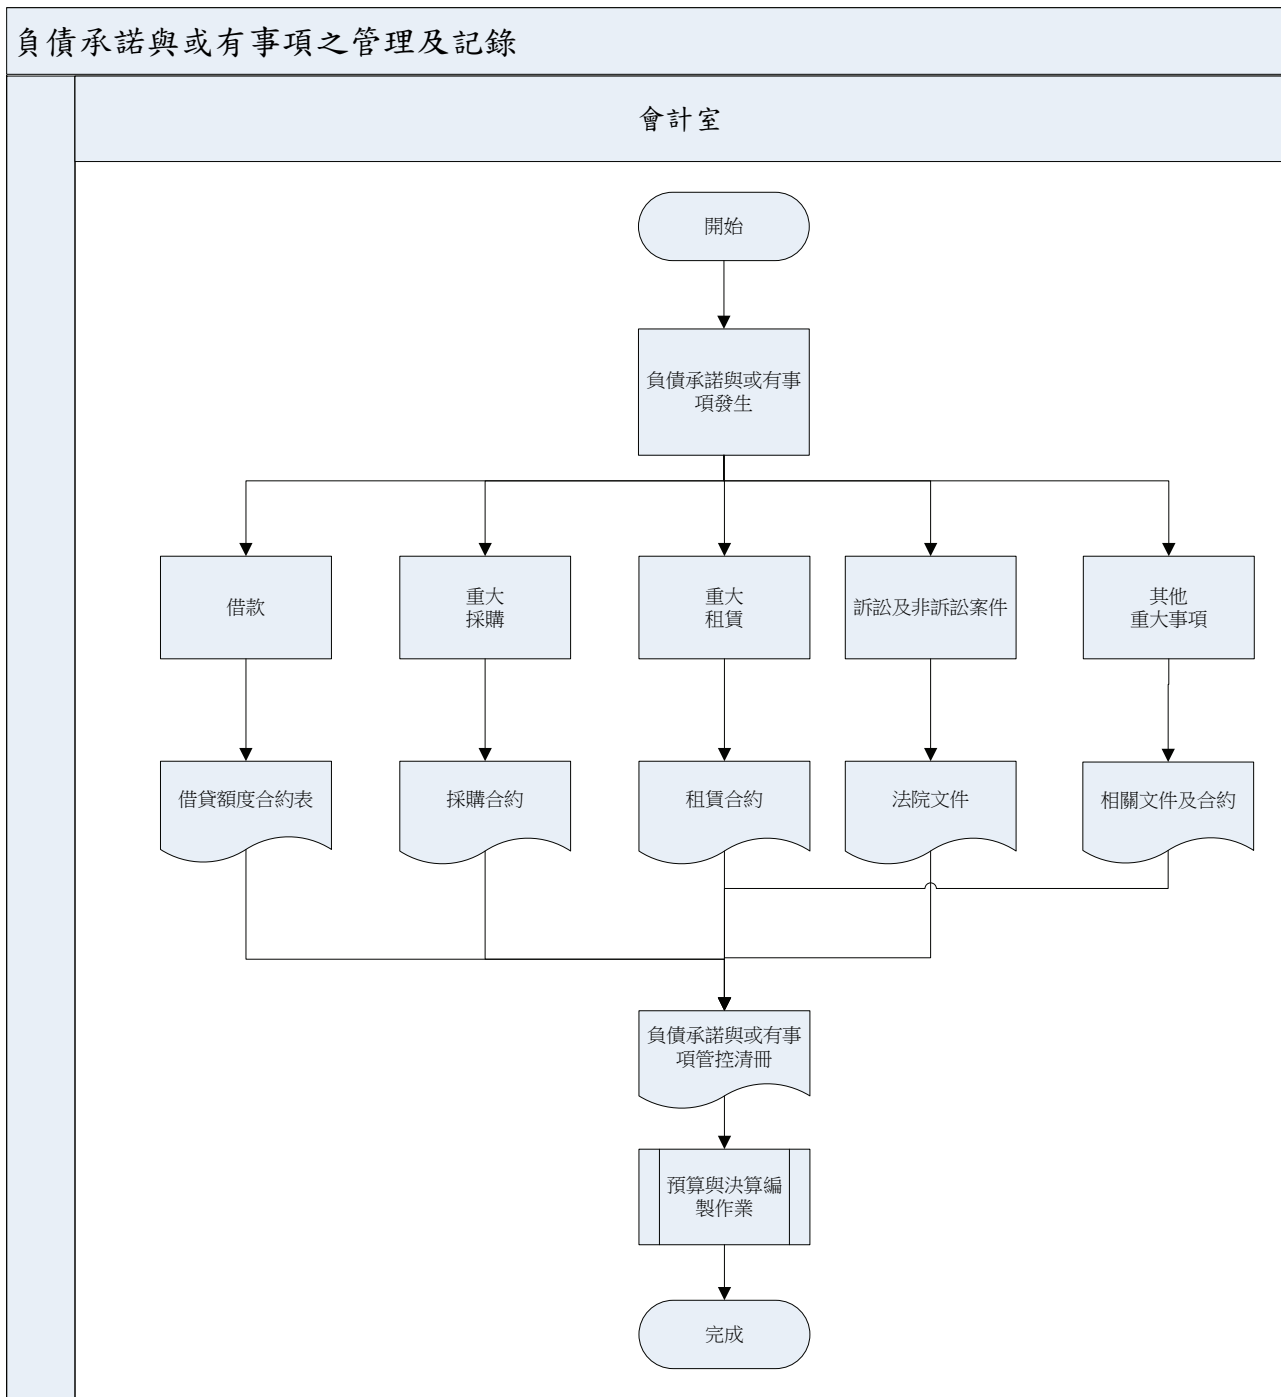 負債承諾與或有事項之管理及記錄
會計室
開始
負債承諾與或有事
項發生
借款
重大
採購
重大
租賃
訴訟及非訴訟案件
其他
重大事項
借貸額度合約表
採購合約
租賃合約
法院文件
相關文件及合約
負債承諾與或有事
項管控清冊
預算與決算編
製作業
完成